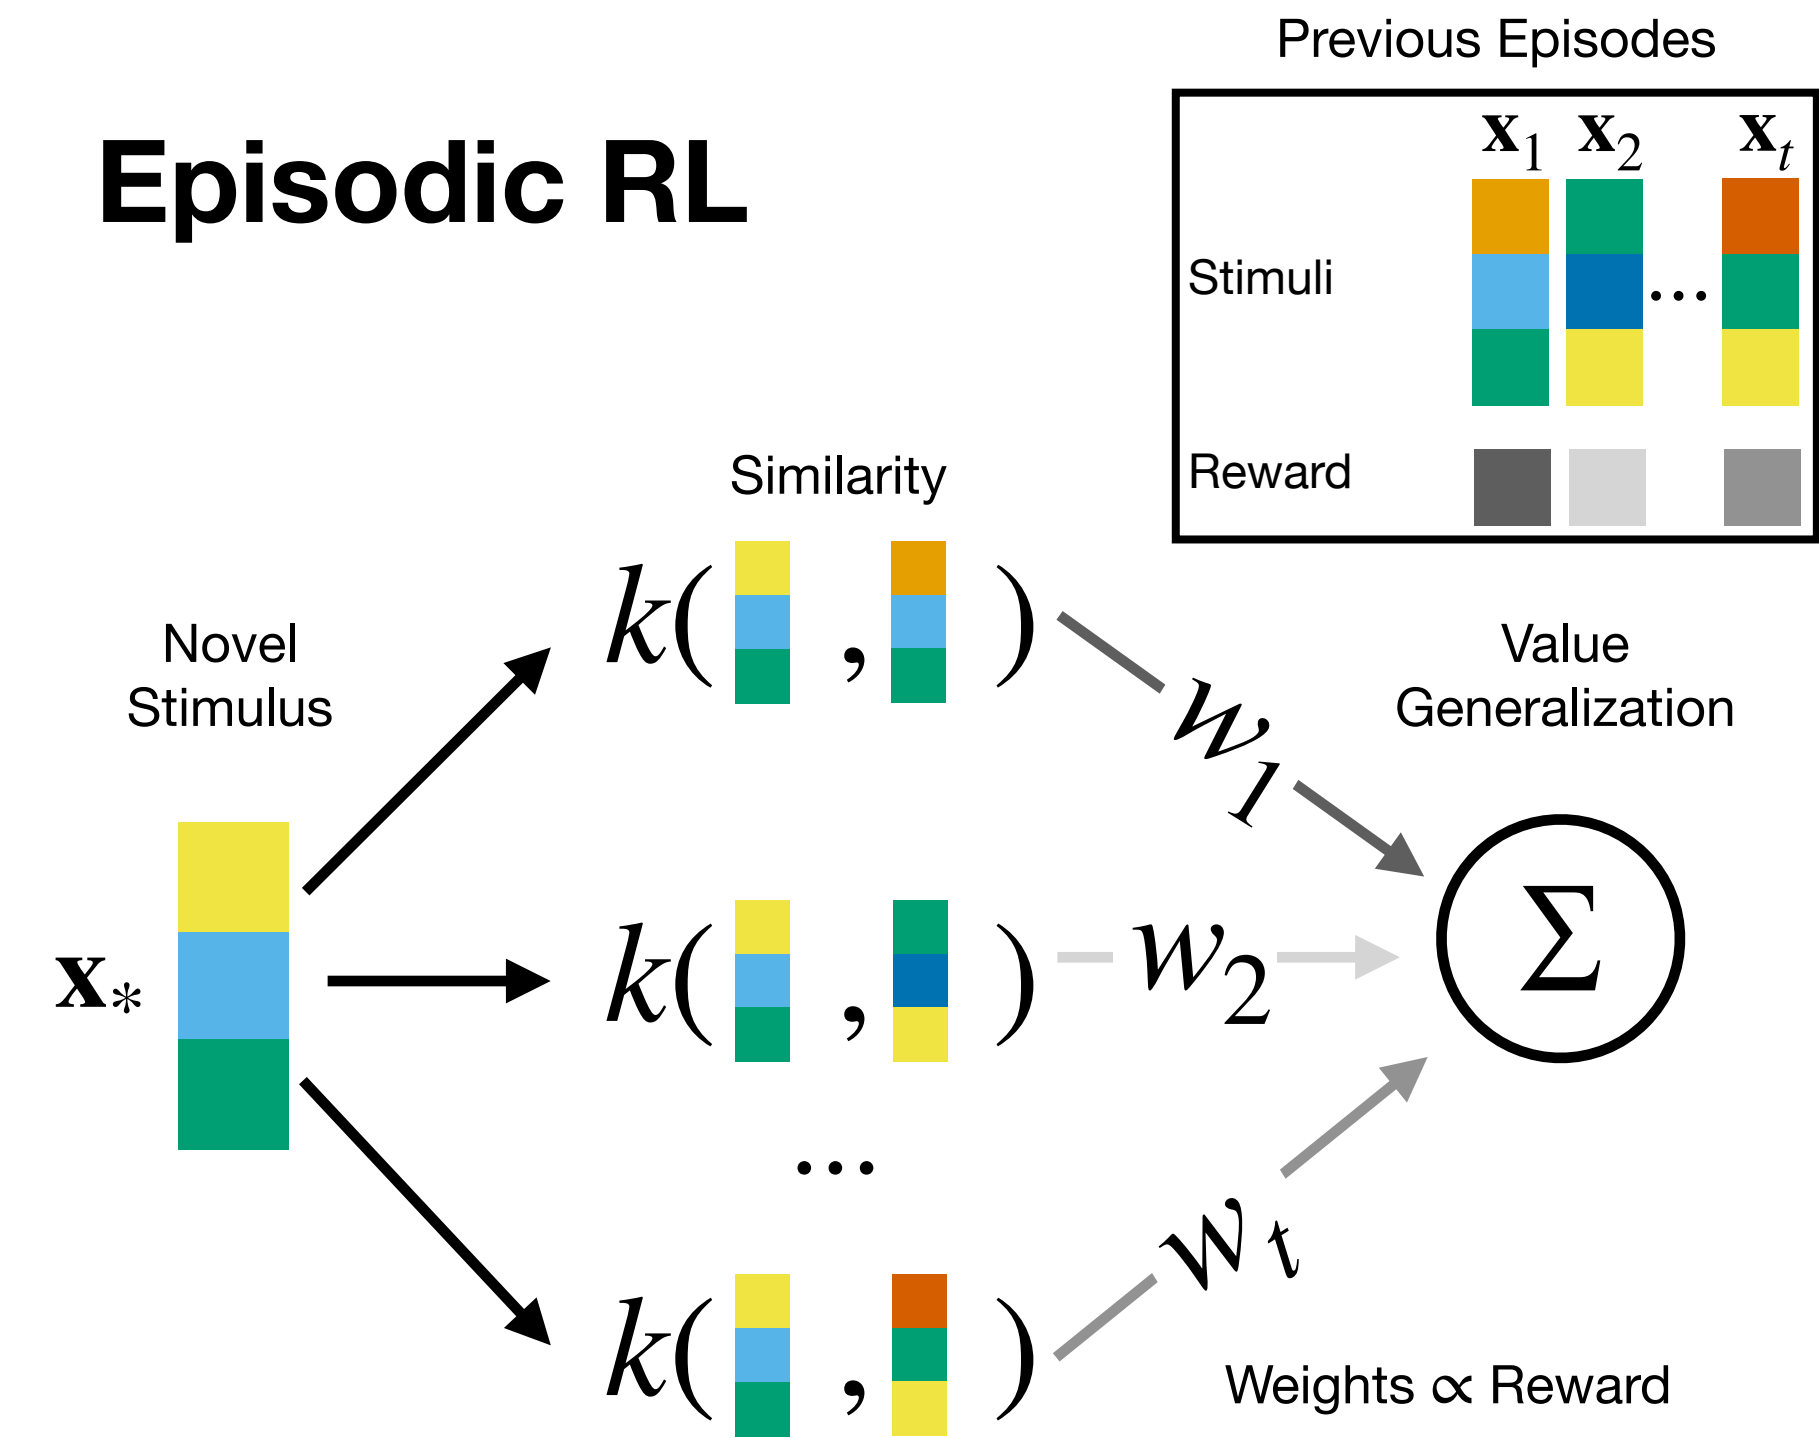 Previous Episodes
Episodic RL
x₁ x₂ xₜ
Stimuli ...
Reward
Similarity
Novel
Stimulus
k( , )
w₁
Value
Generalization
x*
k( , )
w₂
Σ
...
k( , )
wₜ
Weights ∝ Reward